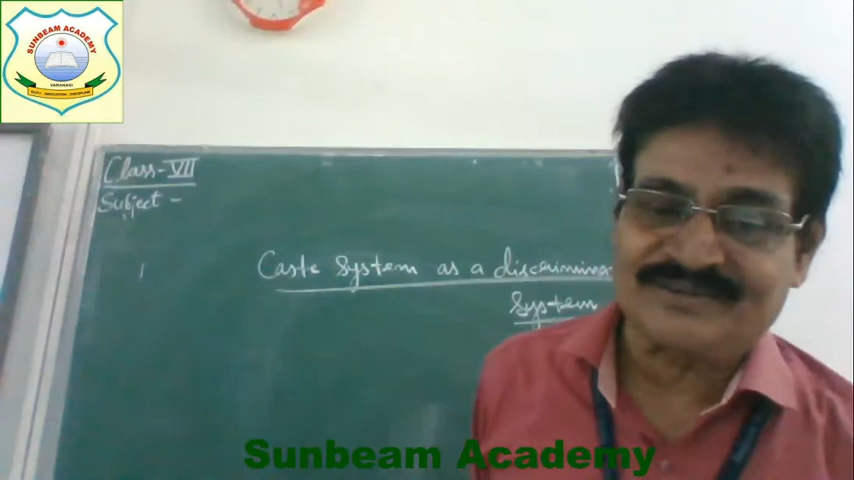 SUNBEAM ACADEMY
VARANASI
Class-VII
Subject -
Caste System as a discrimina
System
Sunbeam Academy